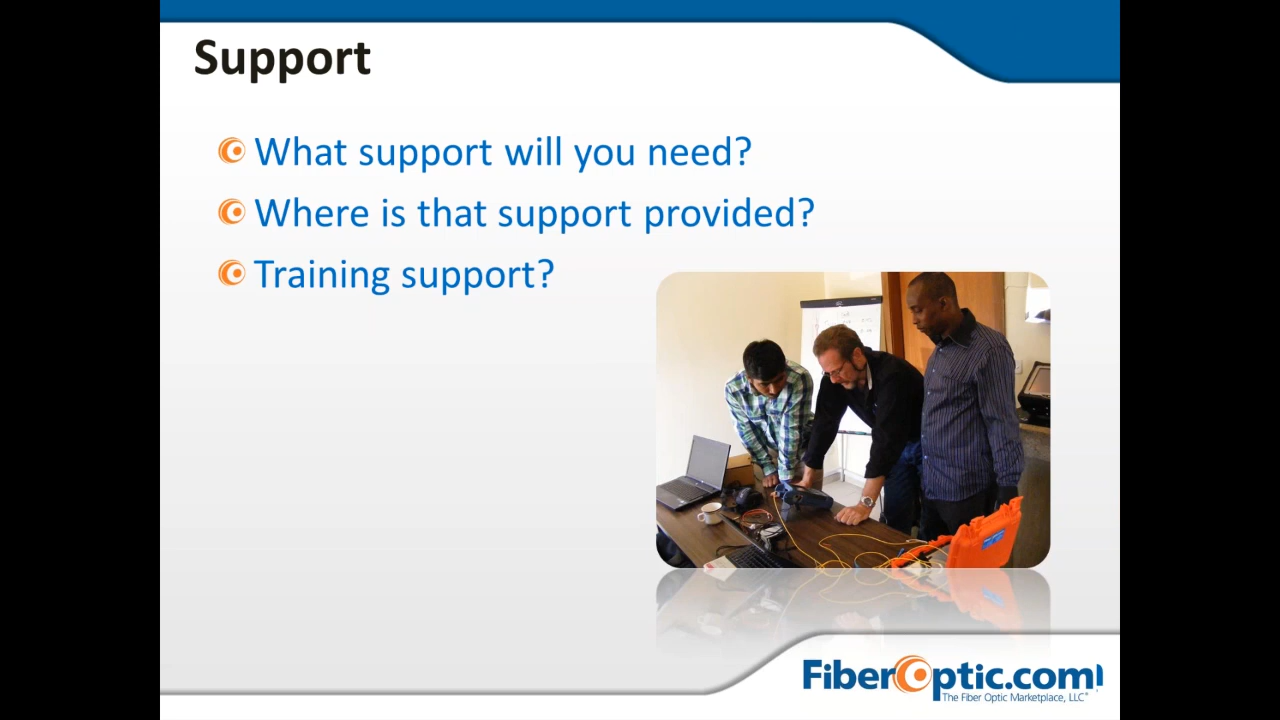 Support
What support will you need?
Where is that support provided?
Training support?
FiberOptic.com
The Fiber Optic Marketplace, LLC